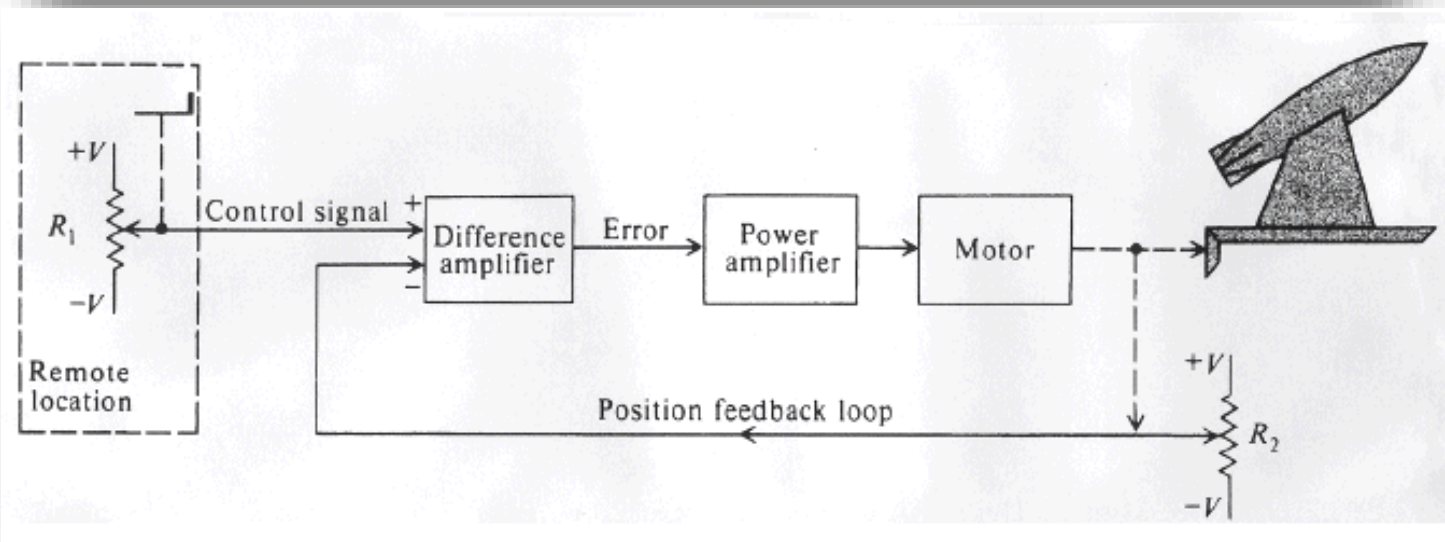 +V
R1
−V
Remote
location
Control signal
+
−
Difference
amplifier
Error
Power
amplifier
Motor
Position feedback loop
+V
R2
−V